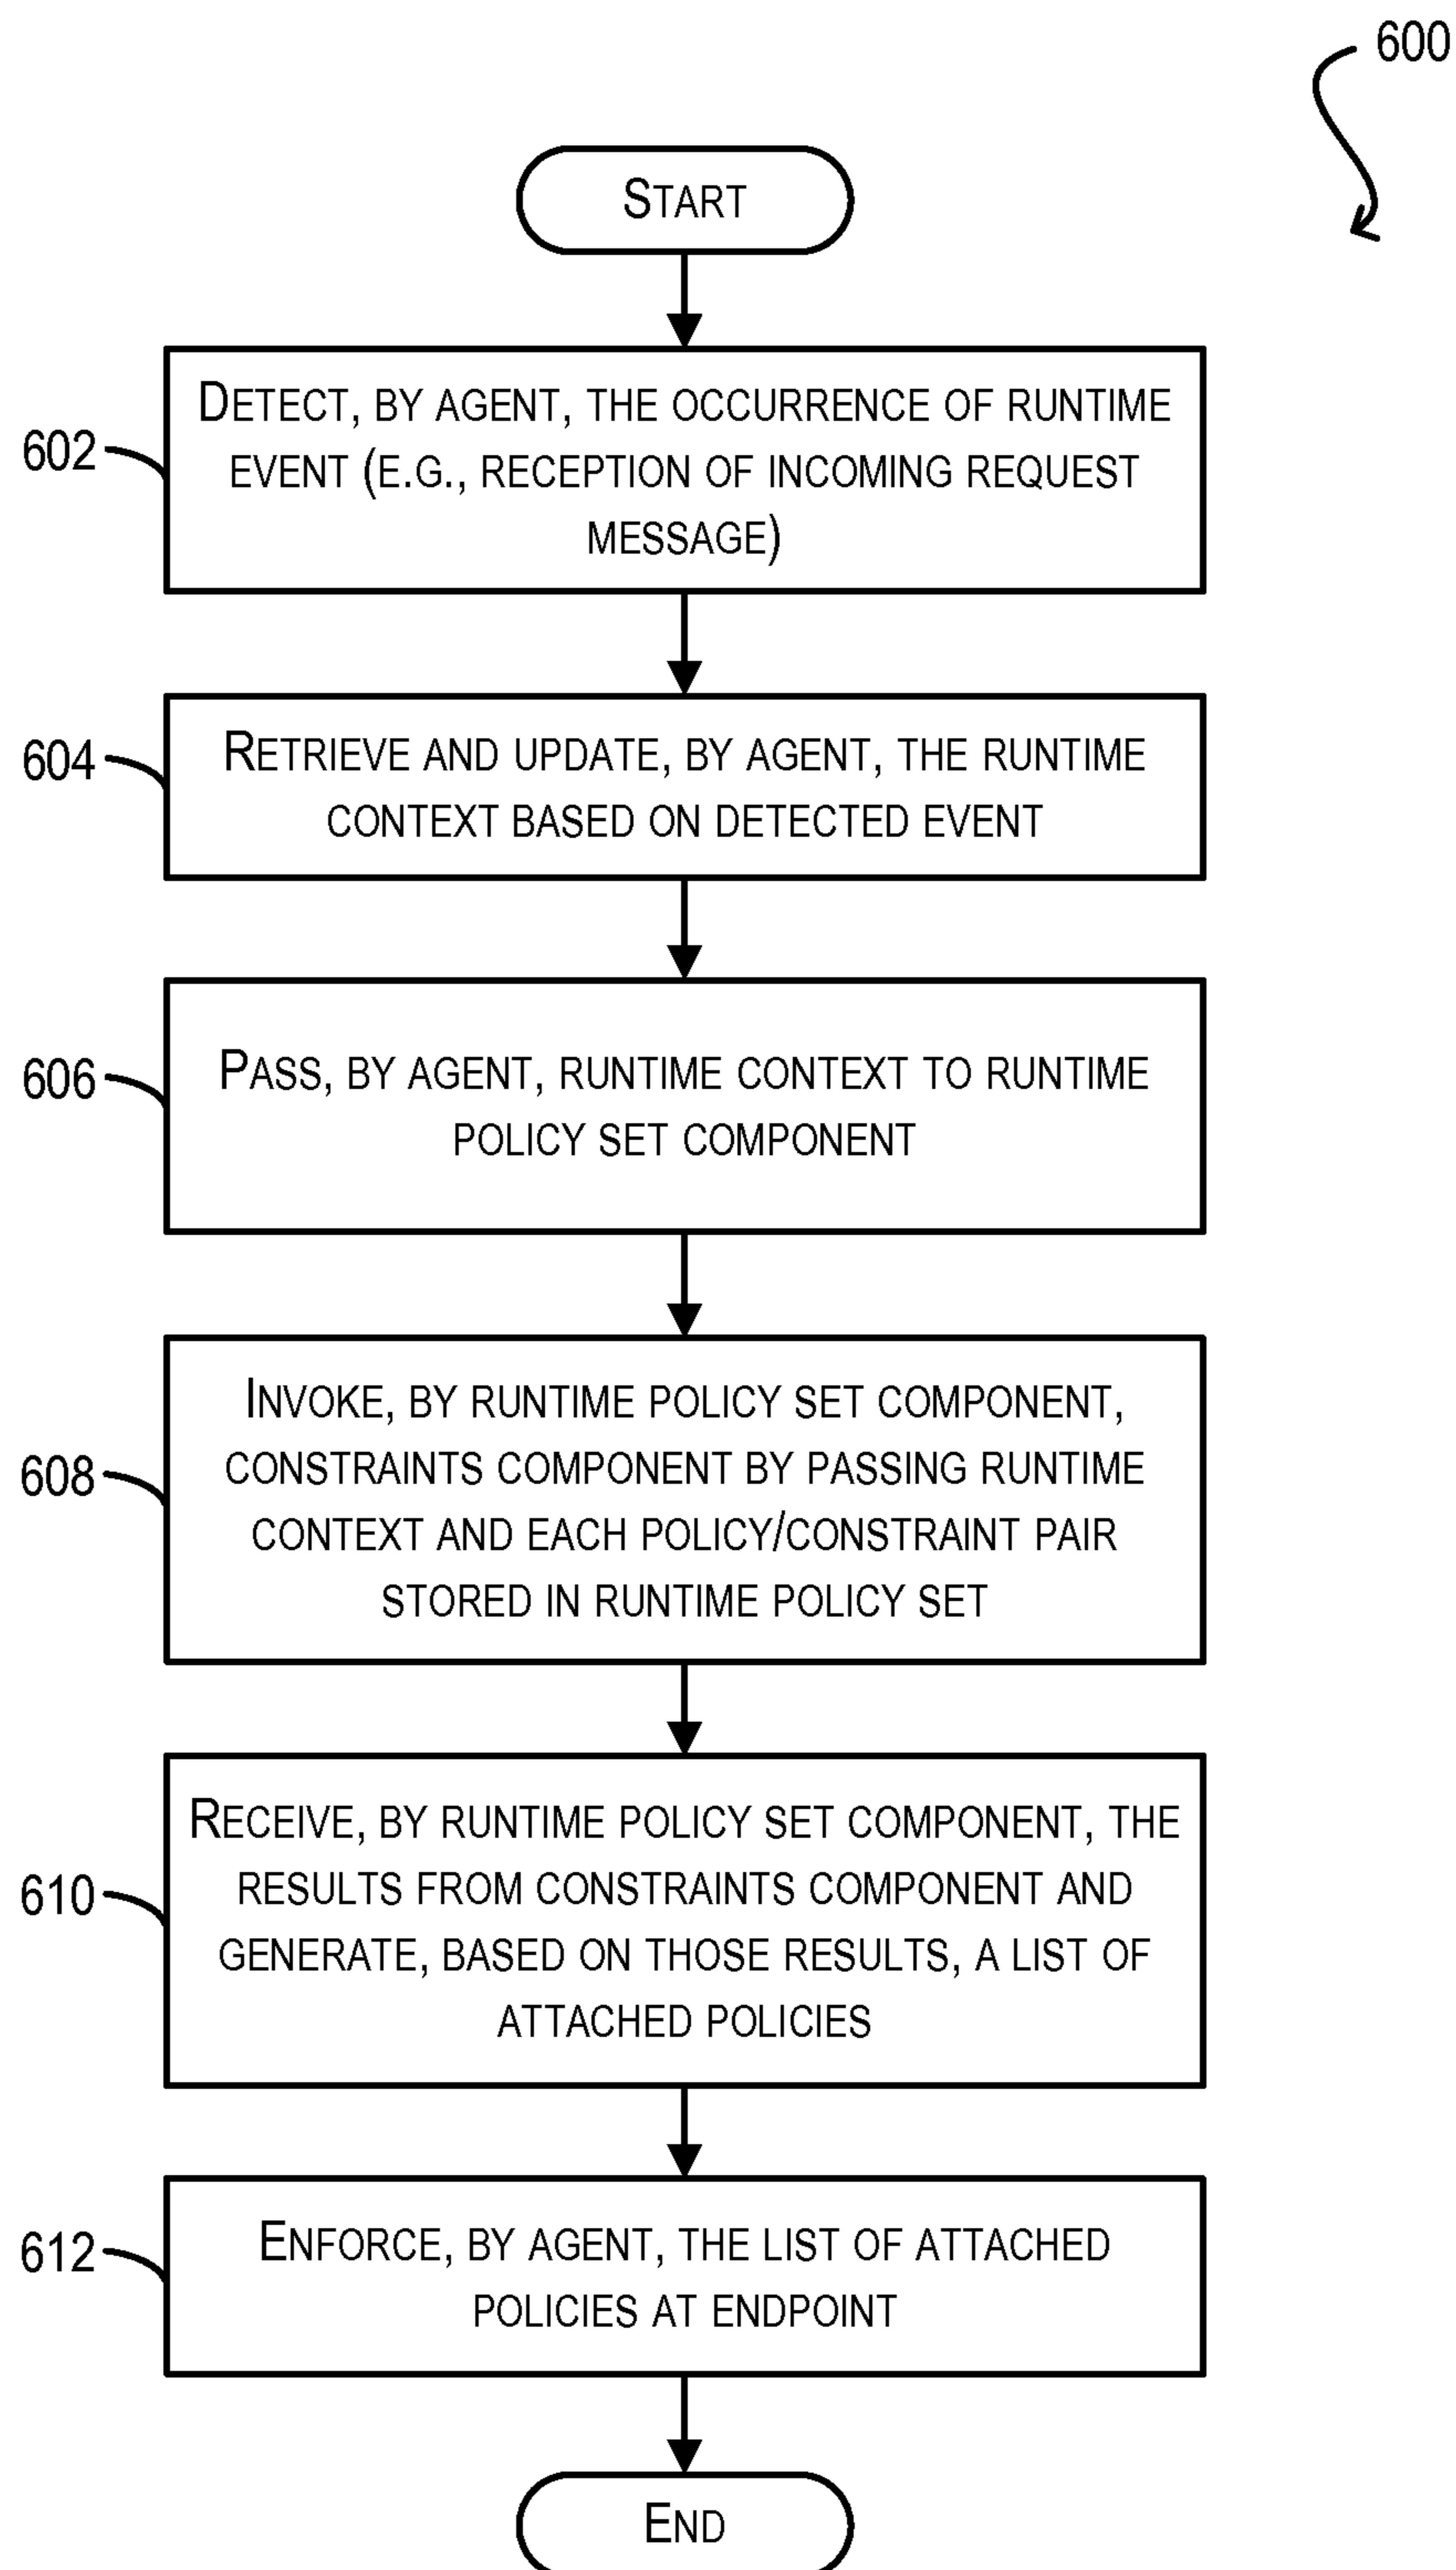 600
START
602
DETECT, BY AGENT, THE OCCURRENCE OF RUNTIME
EVENT (E.G., RECEPTION OF INCOMING REQUEST
MESSAGE)
604
RETRIEVE AND UPDATE, BY AGENT, THE RUNTIME
CONTEXT BASED ON DETECTED EVENT
606
PASS, BY AGENT, RUNTIME CONTEXT TO RUNTIME
POLICY SET COMPONENT
608
INVOKE, BY RUNTIME POLICY SET COMPONENT,
CONSTRAINTS COMPONENT BY PASSING RUNTIME
CONTEXT AND EACH POLICY/CONSTRAINT PAIR
STORED IN RUNTIME POLICY SET
610
RECEIVE, BY RUNTIME POLICY SET COMPONENT, THE
RESULTS FROM CONSTRAINTS COMPONENT AND
GENERATE, BASED ON THOSE RESULTS, A LIST OF
ATTACHED POLICIES
612
ENFORCE, BY AGENT, THE LIST OF ATTACHED
POLICIES AT ENDPOINT
END